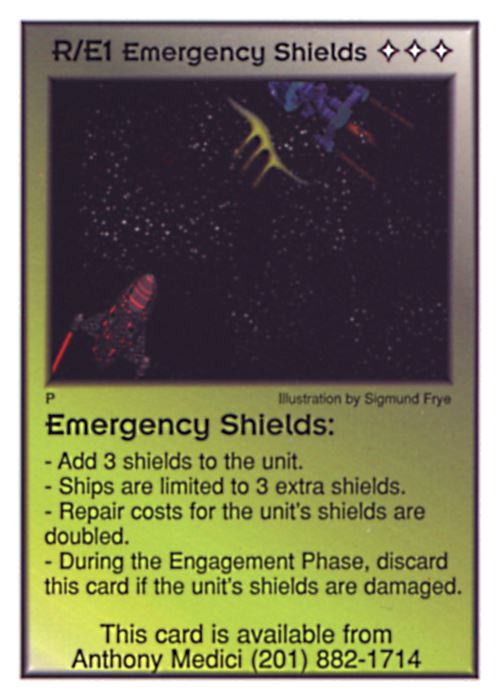 R/E1 Emergency Shields ✧✧✧
P
Illustration by Sigmund Frye
Emergency Shields:
- Add 3 shields to the unit.
- Ships are limited to 3 extra shields.
- Repair costs for the unit's shields are
doubled.
- During the Engagement Phase, discard
this card if the unit's shields are damaged.
This card is available from
Anthony Medici (201) 882-1714